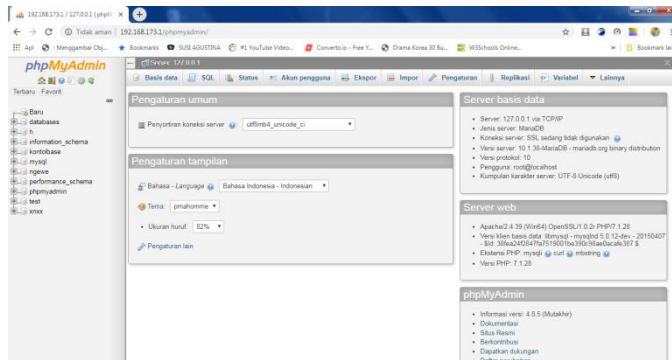 192.168.173.1 / 127.0.0.1 | phpM
Tidak aman | 192.168.173.1/phpmyadmin/
Apl
Menggambar Obj...
Bookmarks
SUSI AGUSTINA
#1 YouTube Video...
Convertio.io - Free Y...
Drama Korea 30 Bu...
W3Schools Online...
Bookmark lai
phpMyAdmin
Terbaru Favorit
Baru
databases
h
information_schema
kontobase
mysql
ngewe
performance_schema
phpmyadmin
test
xnxx
Server: 127.0.0.1
Basis data
SQL
Status
Akun pengguna
Ekspor
Impor
Pengaturan
Replikasi
Variabel
Lainnya
Pengaturan umum
Penyortiran koneksi server
utf8mb4_unicode_ci
Pengaturan tampilan
Bahasa - Language
Bahasa Indonesia - Indonesian
Tema:
pmahomme
Ukuran huruf:
82%
Pengaturan lain
Server basis data
Server: 127.0.0.1 via TCP/IP
Jenis server: MariaDB
Koneksi server: SSL sedang tidak digunakan
Versi server: 10.1.38-MariaDB - mariadb.org binary distribution
Versi protokol: 10
Pengguna: root@localhost
Kumpulan karakter server: UTF-8 Unicode (utf8)
Server web
Apache/2.4.39 (Win64) OpenSSL/1.0.2r PHP/7.1.28
Versi klien basis data: libmysql - mysqlnd 5.0.12-dev - 20150407
Ekstensi PHP: mysqli curl mbstring
Versi PHP: 7.1.28
phpMyAdmin
Informasi versi: 4.8.5 (Mutakhir)
Dokumentasi
Situs Resmi
Berkontribusi
Dapatkan dukungan